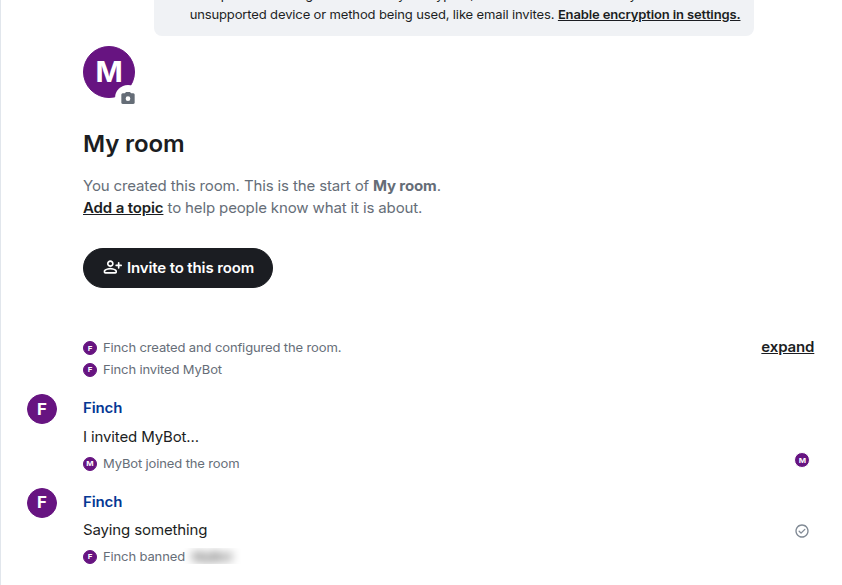 unsupported device or method being used, like email invites. Enable encryption in settings.
M
My room
You created this room. This is the start of My room.
Add a topic to help people know what it is about.
Invite to this room
F Finch created and configured the room. expand
F Finch invited MyBot
F Finch
I invited MyBot...
M MyBot joined the room M
F Finch
Saying something
F Finch banned